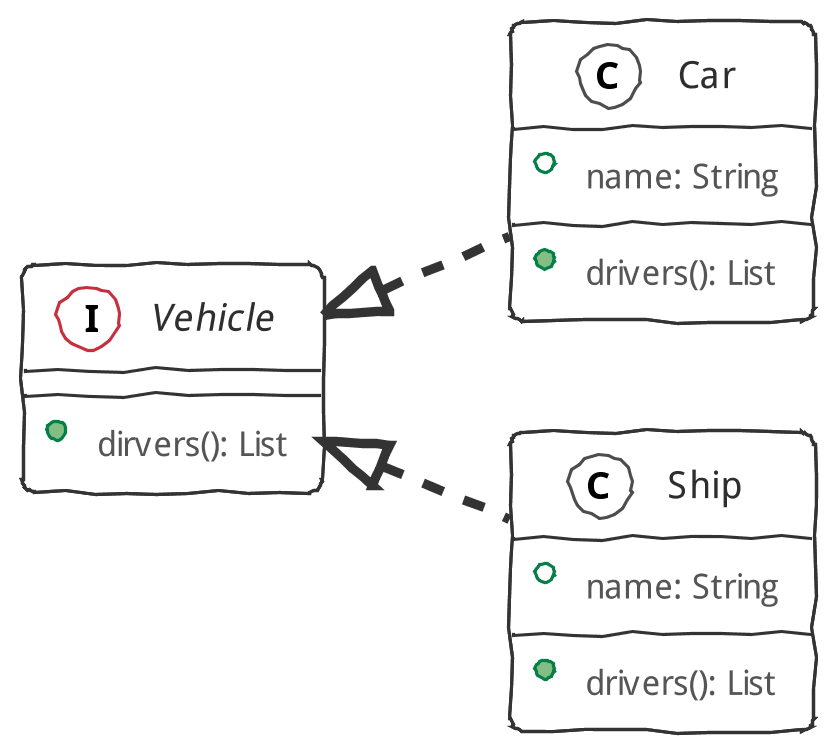 I Vehicle
dirvers(): List
C Car
name: String
drivers(): List
C Ship
name: String
drivers(): List